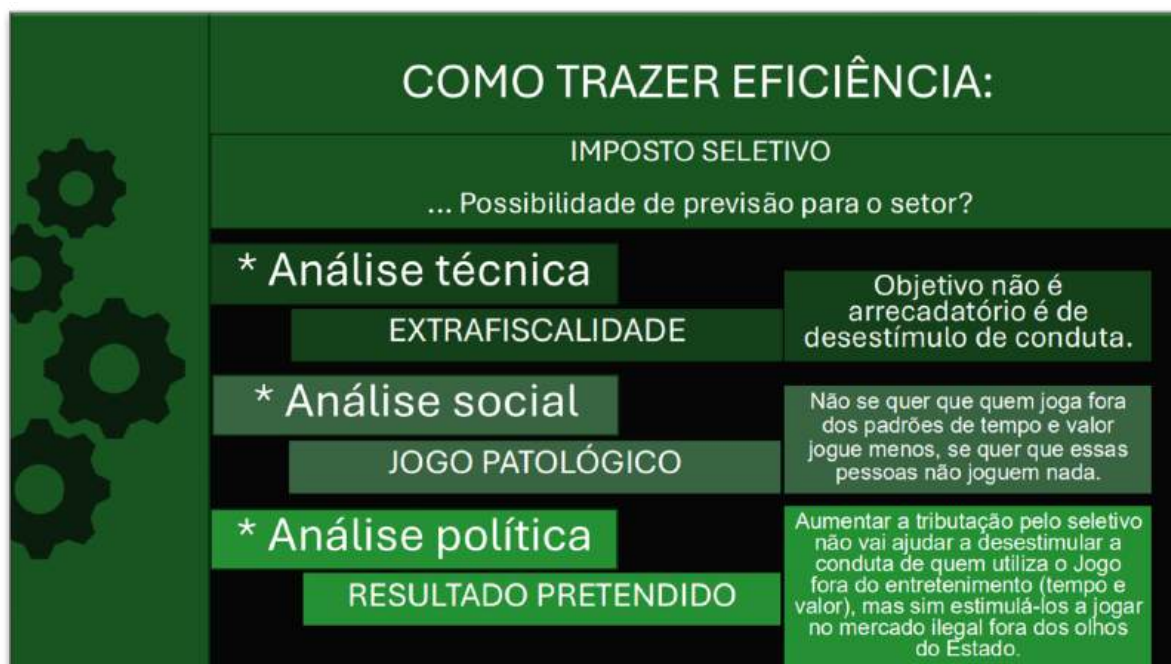 COMO TRAZER EFICIÊNCIA:
IMPOSTO SELETIVO
... Possibilidade de previsão para o setor?
* Análise técnica
EXTRAFISCALIDADE
Objetivo não é
arrecadatório é de
desestímulo de conduta.
* Análise social
JOGO PATOLÓGICO
Não se quer que quem joga fora
dos padrões de tempo e valor
jogue menos, se quer que essas
pessoas não joguem nada.
* Análise política
RESULTADO PRETENDIDO
Aumentar a tributação pelo seletivo
não vai ajudar a desestimular a
conduta de quem utiliza o Jogo
fora do entretenimento (tempo e
valor), mas sim estimulá-los a jogar
no mercado ilegal fora dos olhos
do Estado.